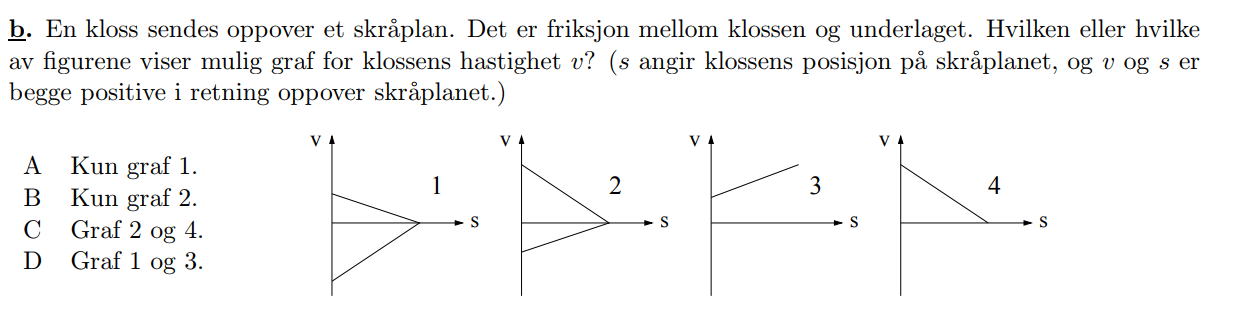 b. En kloss sendes oppover et skråplan. Det er friksjon mellom klossen og underlaget. Hvilken eller hvilke
av figurene viser mulig graf for klossens hastighet v? (s angir klossens posisjon på skråplanet, og v og s er
begge positive i retning oppover skråplanet.)
A Kun graf 1.
B Kun graf 2.
C Graf 2 og 4.
D Graf 1 og 3.
v s 1
v s 2
v s 3
v s 4